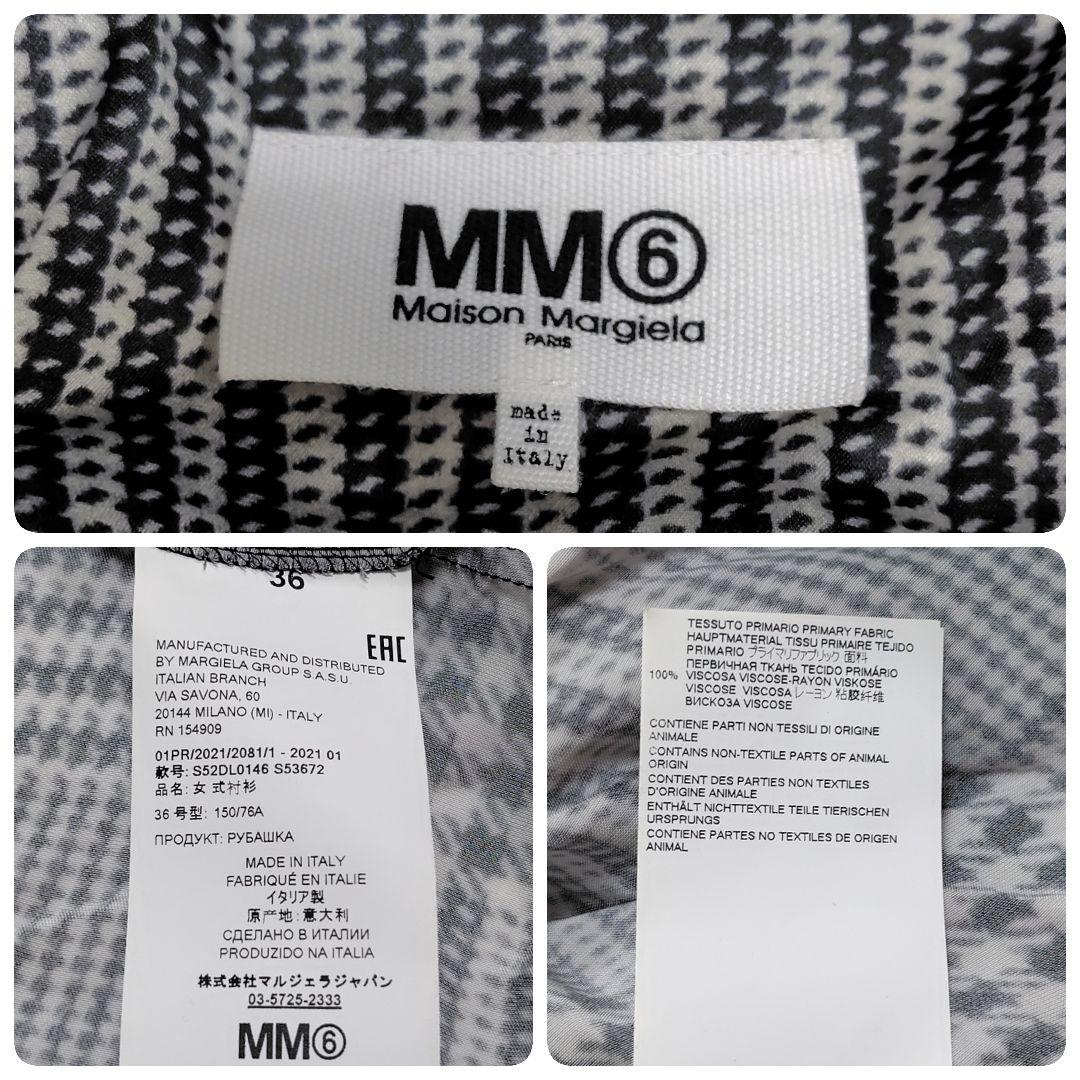 MM⑥
Maison Margiela
PARIS
made
in
Italy
36
EAC
MANUFACTURED AND DISTRIBUTED
BY MARGIELA GROUP S.A.S.U.
ITALIAN BRANCH
VIA SAVONA, 60
20144 MILANO (MI) - ITALY
RN 154909
01PR/2021/2081/1 - 2021 01
款号: S52DL0146 S53672
品名: 女式衬衫
36 号型: 150/76A
ПРОДУКТ: РУБАШКА
MADE IN ITALY
FABRIQUÉ EN ITALIE
イタリア製
原产地:意大利
СДЕЛАНО В ИТАЛИИ
PRODUZIDO NA ITALIA
株式会社マルジェラジャパン
03-5725-2333
MM⑥
TESSUTO PRIMARIO PRIMARY FABRIC
HAUPTMATERIAL TISSU PRIMAIRE TEJIDO
PRIMARIO プライマリファブリック 面料
ПЕРВИЧНАЯ ТКАНЬ TECIDO PRIMÁRIO
100% VISCOSA VISCOSE-RAYON VISKOSE
VISCOSE VISCOSA レーヨン 粘胶纤维
ВИСКОЗА VISCOSE
CONTIENE PARTI NON TESSILI DI ORIGINE
ANIMALE
CONTAINS NON-TEXTILE PARTS OF ANIMAL
ORIGIN
CONTIENT DES PARTIES NON TEXTILES
D'ORIGINE ANIMALE
ENTHÄLT NICHTTEXTILE TEILE TIERISCHEN
URSPRUNGS
CONTIENE PARTES NO TEXTILES DE ORIGEN
ANIMAL